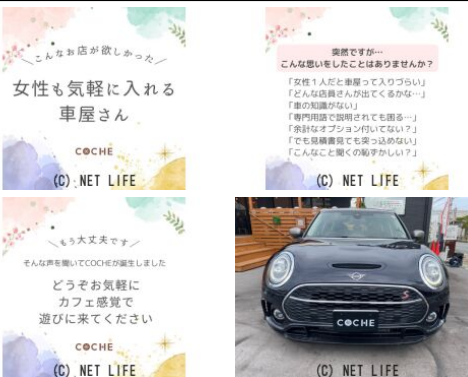 こんなお店が欲しかった
女性も気軽に入れる
車屋さん
COCHE
(C) NET LIFE
突然ですが…
こんな思いをしたことはありませんか？
「女性１人だと車屋って入りづらい」
「どんな店員さんが出てくるかな…」
「車の知識がない」
「専門用語で説明されても困る…」
「余計なオプション付いてない？」
「でも見積書見ても突っ込めない」
「こんなこと聞くの恥ずかしい？」
(C) NET LIFE
もう大丈夫です
そんな声を聞いてCOCHEが誕生しました
どうぞお気軽に
カフェ感覚で
遊びに来てください
COCHE
(C) NET LIFE
S
COCHE
(C) NET LIFE